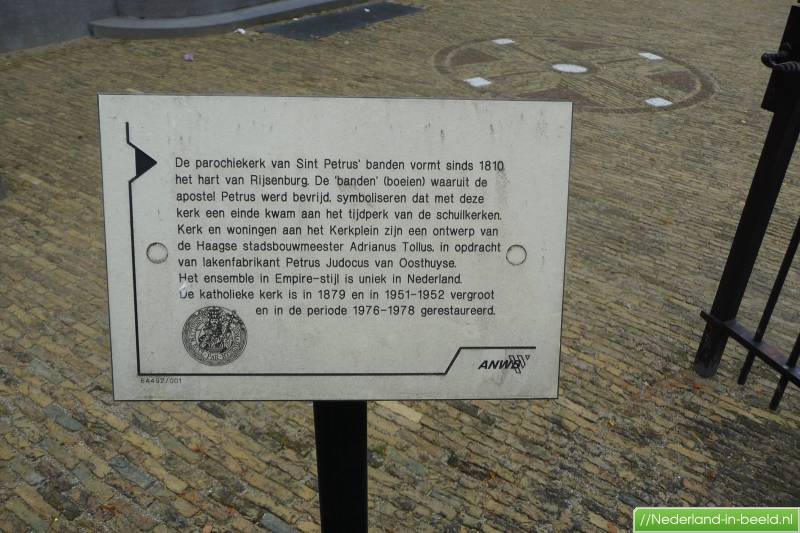 De parochiekerk van Sint Petrus' banden vormt sinds 1810
het hart van Rijsenburg. De 'banden' (boeien) waaruit de
apostel Petrus werd bevrijd, symboliseren dat met deze
kerk een einde kwam aan het tijdperk van de schuilkerken.
Kerk en woningen aan het Kerkplein zijn een ontwerp van
de Haagse stadsbouwmeester Adrianus Tollus, in opdracht
van lakenfabrikant Petrus Judocus van Oosthuyse.
Het ensemble in Empire-stijl is uniek in Nederland.
De katholieke kerk is in 1879 en in 1951-1952 vergroot
en in de periode 1976-1978 gerestaureerd.
ANWB
64492/001
//Nederland-in-beeld.nl